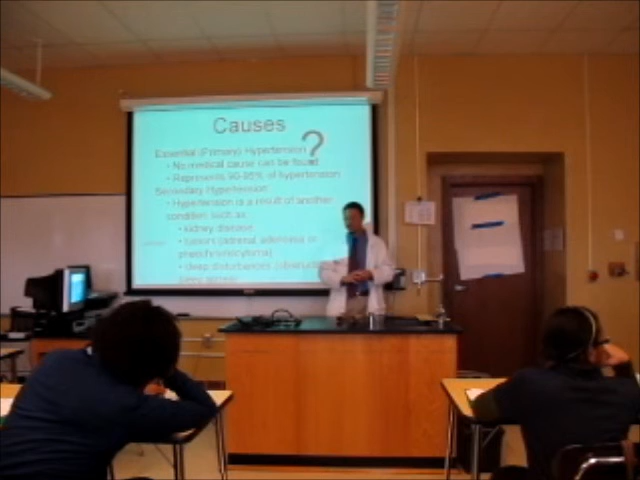 Causes
Essential (Primary) Hypertension ?
• No medical cause can be found
• Represents 90-95% of hypertension
Secondary Hypertension
• Hypertension is a result of another
condition such as
• kidney disease
• tumors (adrenal adenoma or
pheochromocytoma)
• sleep disturbances